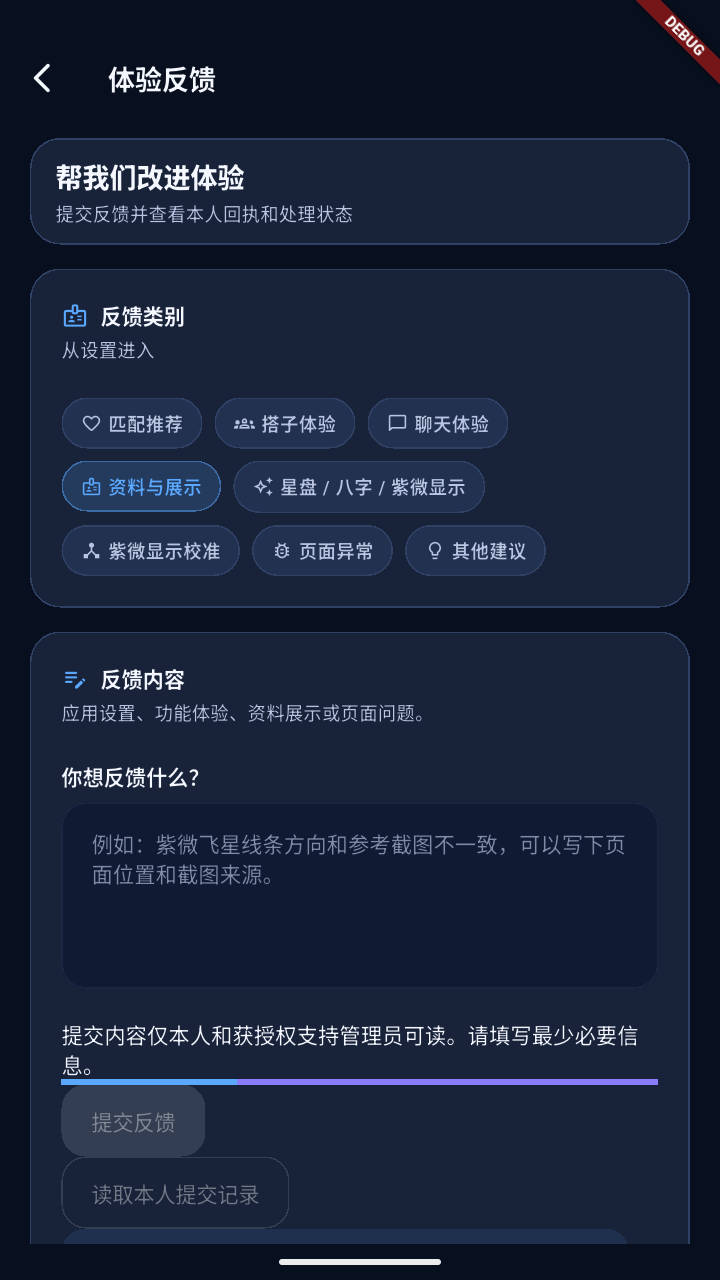 DEBUG
体验反馈
帮我们改进体验
提交反馈并查看本人回执和处理状态
反馈类别
从设置进入
匹配推荐
搭子体验
聊天体验
资料与展示
星盘 / 八字 / 紫微显示
紫微显示校准
页面异常
其他建议
反馈内容
应用设置、功能体验、资料展示或页面问题。
你想反馈什么?
例如：紫微飞星线条方向和参考截图不一致，可以写下页
面位置和截图来源。
提交内容仅本人和获授权支持管理员可读。请填写最少必要信
息。
提交反馈
读取本人提交记录